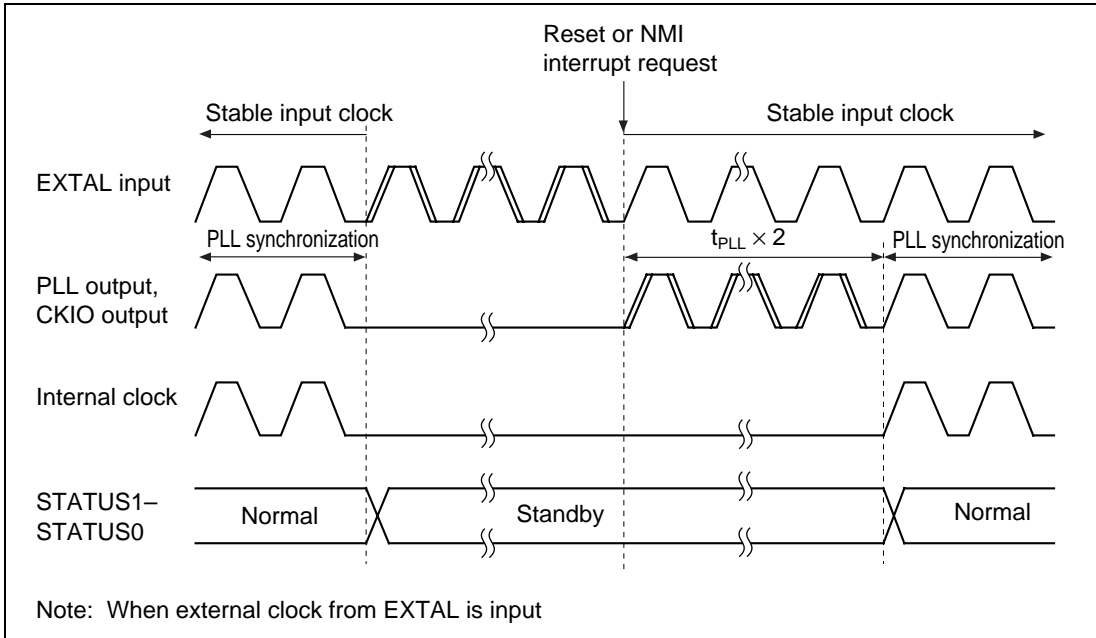 Reset or NMI
interrupt request
Stable input clock
Stable input clock
EXTAL input
PLL synchronization
tPLL × 2
PLL synchronization
PLL output,
CKIO output
Internal clock
STATUS1–
STATUS0
Normal
Standby
Normal
Note: When external clock from EXTAL is input